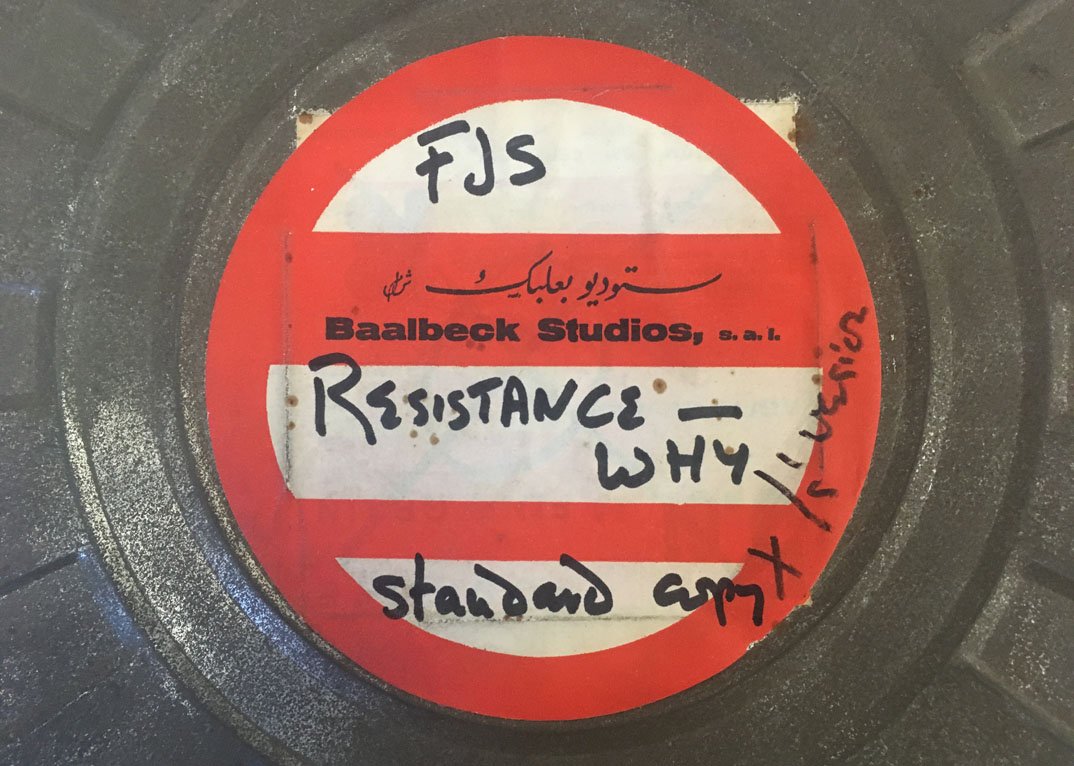 FJS
ستوديو بعلبك
Baalbeck Studios, s. a. l.
RESISTANCE —
WHY
standard copy X